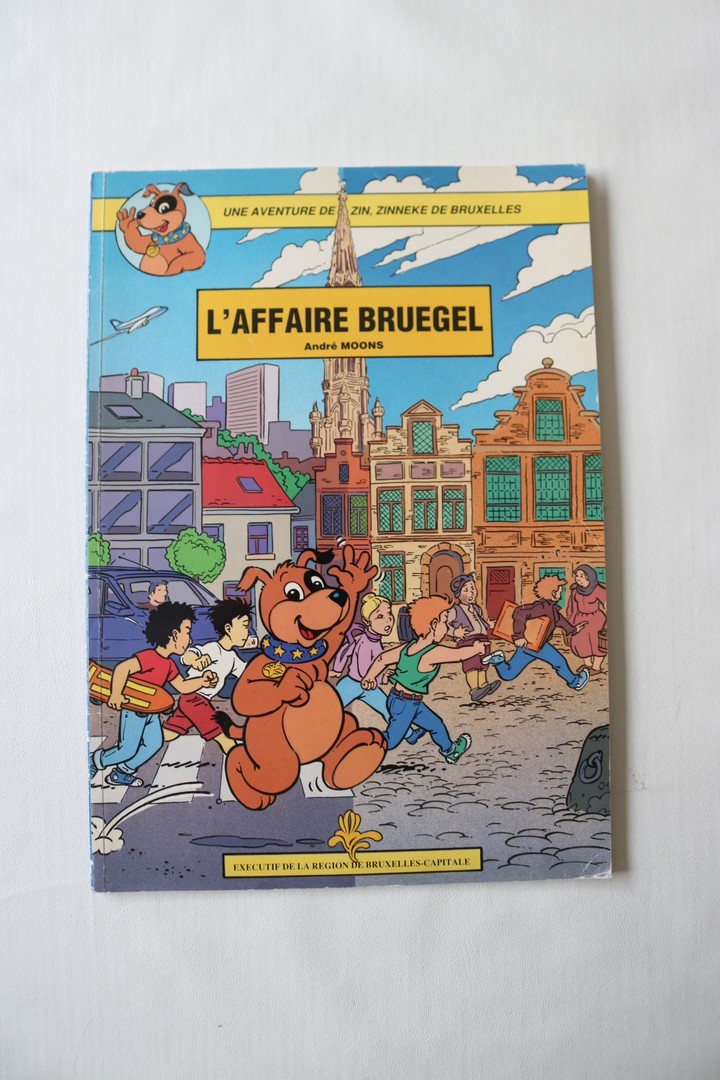 UNE AVENTURE DE ZIN, ZINNEKE DE BRUXELLES
L'AFFAIRE BRUEGEL
André MOONS
EXECUTIF DE LA REGION DE BRUXELLES-CAPITALE